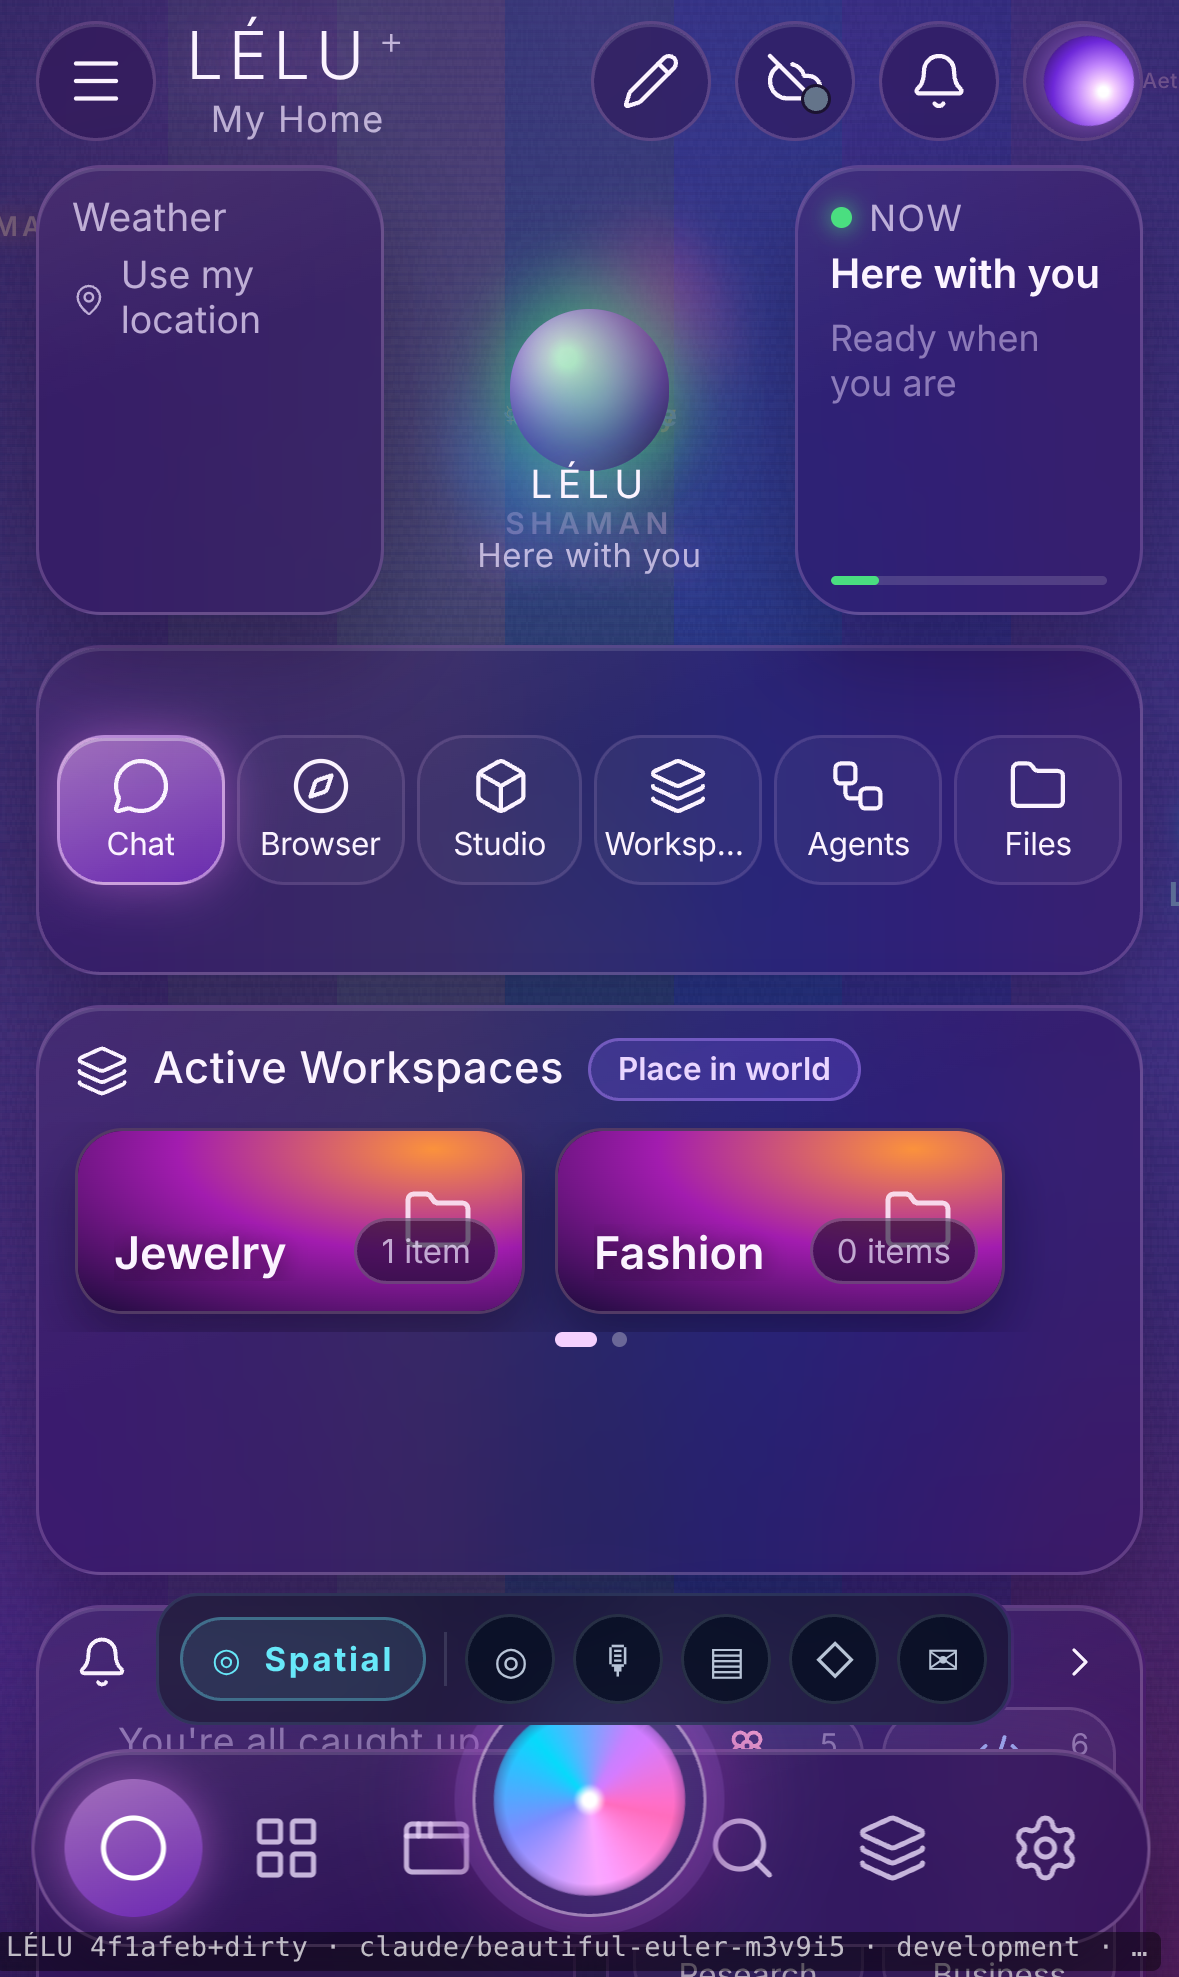 LÉLU +
My Home
Aet
MA
Weather
Use my
location
NOW
Here with you
Ready when
you are
LÉLU
SHAMAN
Here with you
Chat
Browser
Studio
Worksp...
Agents
Files
L
Active Workspaces
Place in world
Jewelry
1 item
Fashion
0 items
Spatial
You're all caught up
5
6
LÉLU 4f1afeb+dirty · claude/beautiful-euler-m3v9i5 · development · …
Research
Business